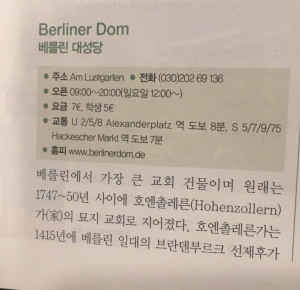 Berliner Dom
베를린 대성당
● 주소 Am Lustgarten ● 전화 (030)202 69 136
● 오픈 09:00~20:00(일요일 12:00~)
● 요금 7€, 학생 5€
● 교통 U 2/5/8 Alexanderplatz 역 도보 8분, S 5/7/9/75
Hackescher Markt 역 도보 7분
● 홈피 www.berlinerdom.de
베를린에서 가장 큰 교회 건물이며 원래는
1747~50년 사이에 호엔촐레른(Hohenzollern)
가(家)의 묘지 교회로 지어졌다. 호엔촐레른가는
1415년에 베를린 일대의 브란덴부르크 선제후가